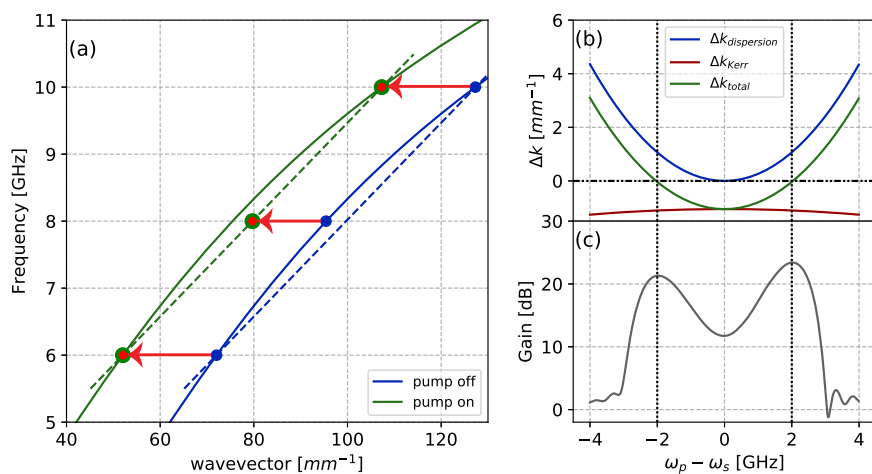 (a)
Frequency [GHz]
11
10
9
8
7
6
5
pump off
pump on
40
60
80
100
120
wavevector [mm⁻¹]
(b)
Δk_dispersion
Δk_Kerr
Δk_total
Δk [mm⁻¹]
6
4
2
0
(c)
Gain [dB]
30
20
10
0
−4
−2
0
2
4
ω_p − ω_s [GHz]